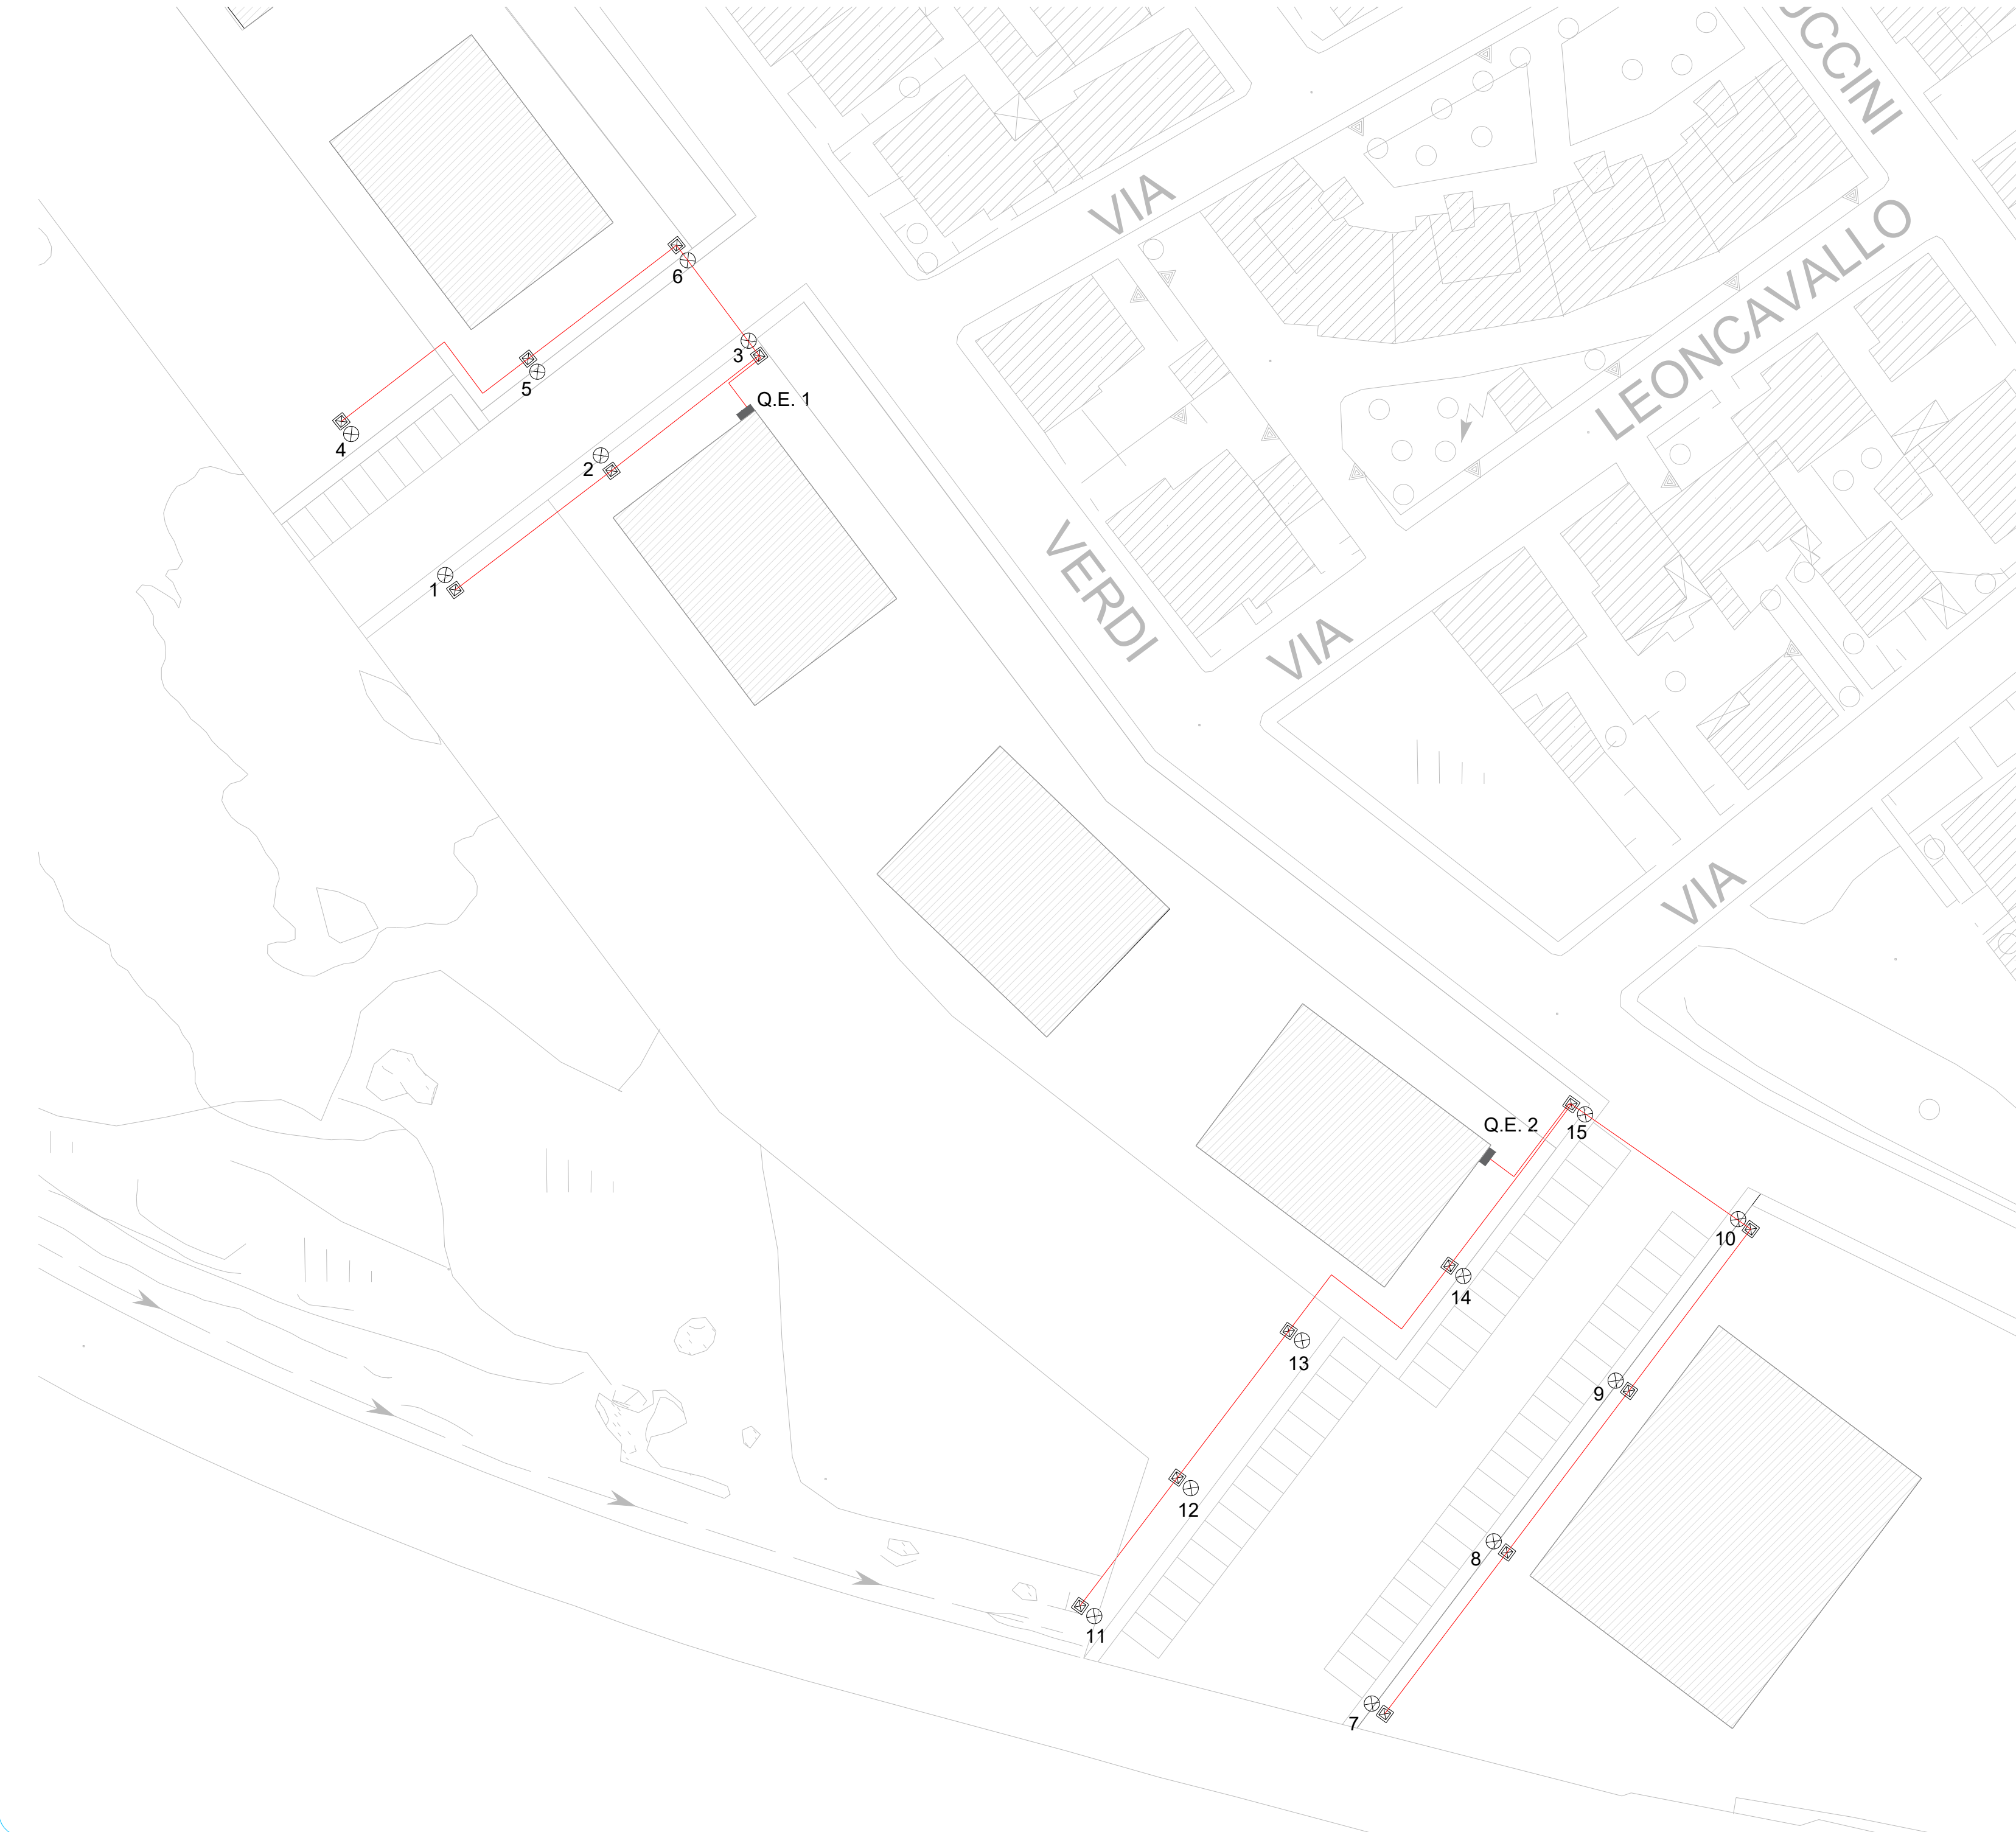 UCCINI
VIA
LEONCAVALLO
6
3
Q.E. 1
5
4
2
1
VERDI
VIA
VIA
Q.E. 2
15
10
14
13
9
12
8
11
7